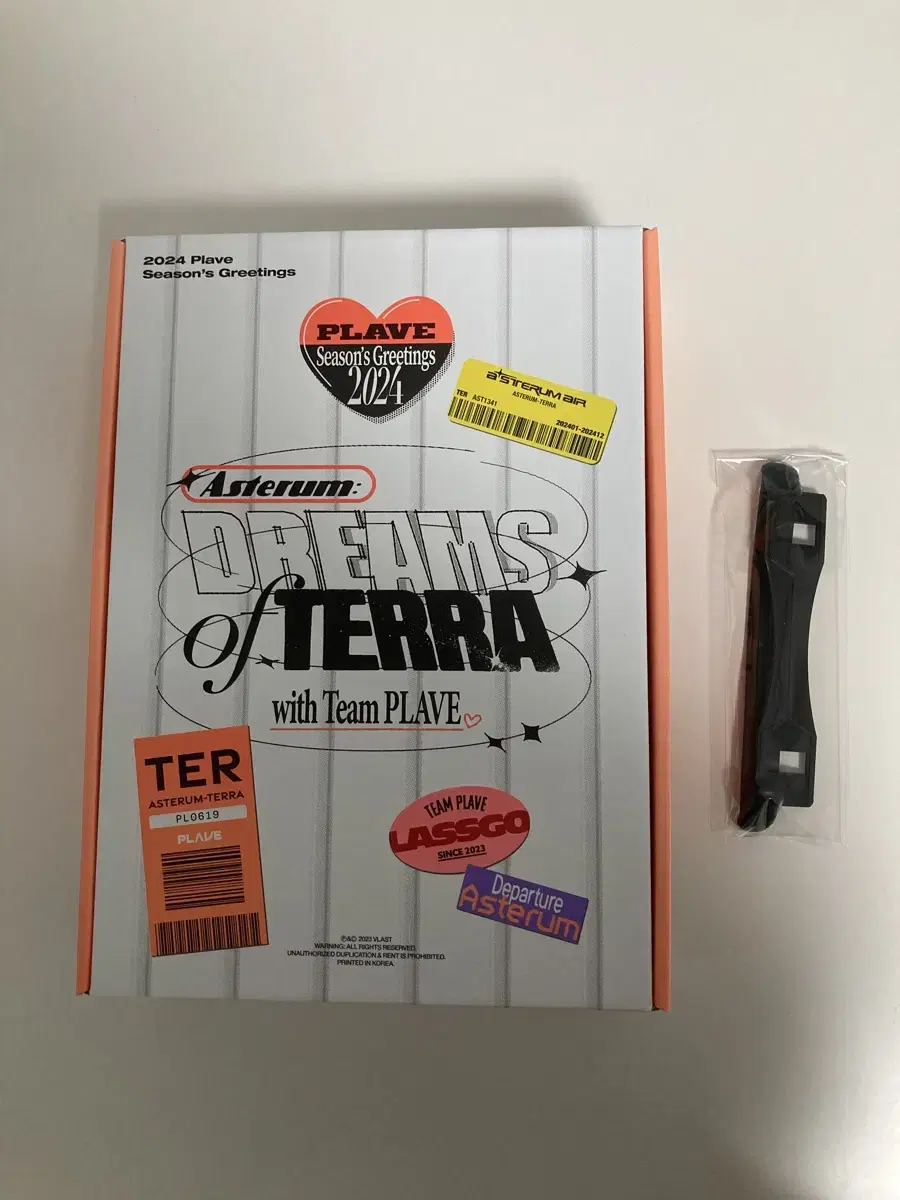 2024 Plave
Season's Greetings
PLAVE
Season's Greetings
2024
asterum air
TER AST1341
ASTERUM-TERRA
202401-202412
Asterum:
DREAMS
of TERRA
with Team PLAVE
TER
ASTERUM-TERRA
PL0619
PLAVE
TEAM PLAVE
LASSGO
SINCE 2023
Departure
Asterum
℗&© 2023 VLAST
WARNING: ALL RIGHTS RESERVED.
UNAUTHORIZED DUPLICATION & RENT IS PROHIBITED.
PRINTED IN KOREA.